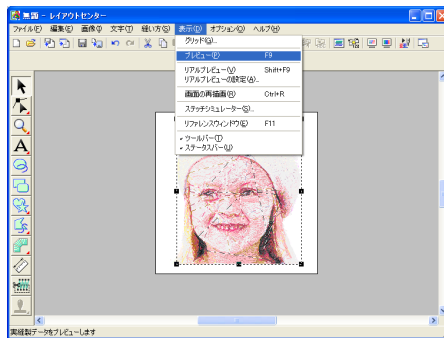 無題 - レイアウトセンター
ファイル(F) 編集(E) 画像(I) 文字(T) 縫い方(S) 表示(D) オプション(O) ヘルプ(H)
グリッド(G)...
プレビュー(P) F9
リアルプレビュー(V) Shift+F9
リアルプレビューの設定(A)...
画面の再描画(R) Ctrl+R
ステッチシミュレーター(S)...
リファレンスウィンドウ(E) F11
ツールバー(T)
ステータスバー(U)
A
実縫製データをプレビューします